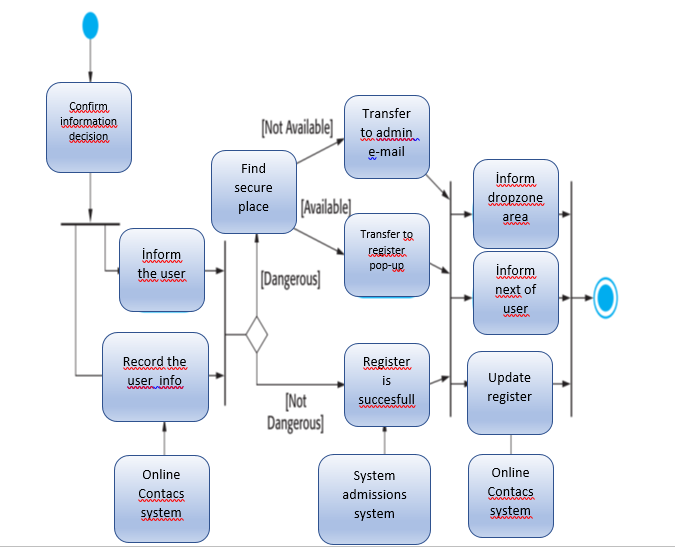 Confirm
information
decision
İnform
the user
Record the
user info
Online
Contacs
system
Find
secure
place
[Not Available]
[Available]
[Dangerous]
[Not
Dangerous]
Transfer
to admin
e-mail
Transfer to
register
pop-up
Register
is
succesfull
System
admissions
system
İnform
dropzone
area
İnform
next of
user
Update
register
Online
Contacs
system